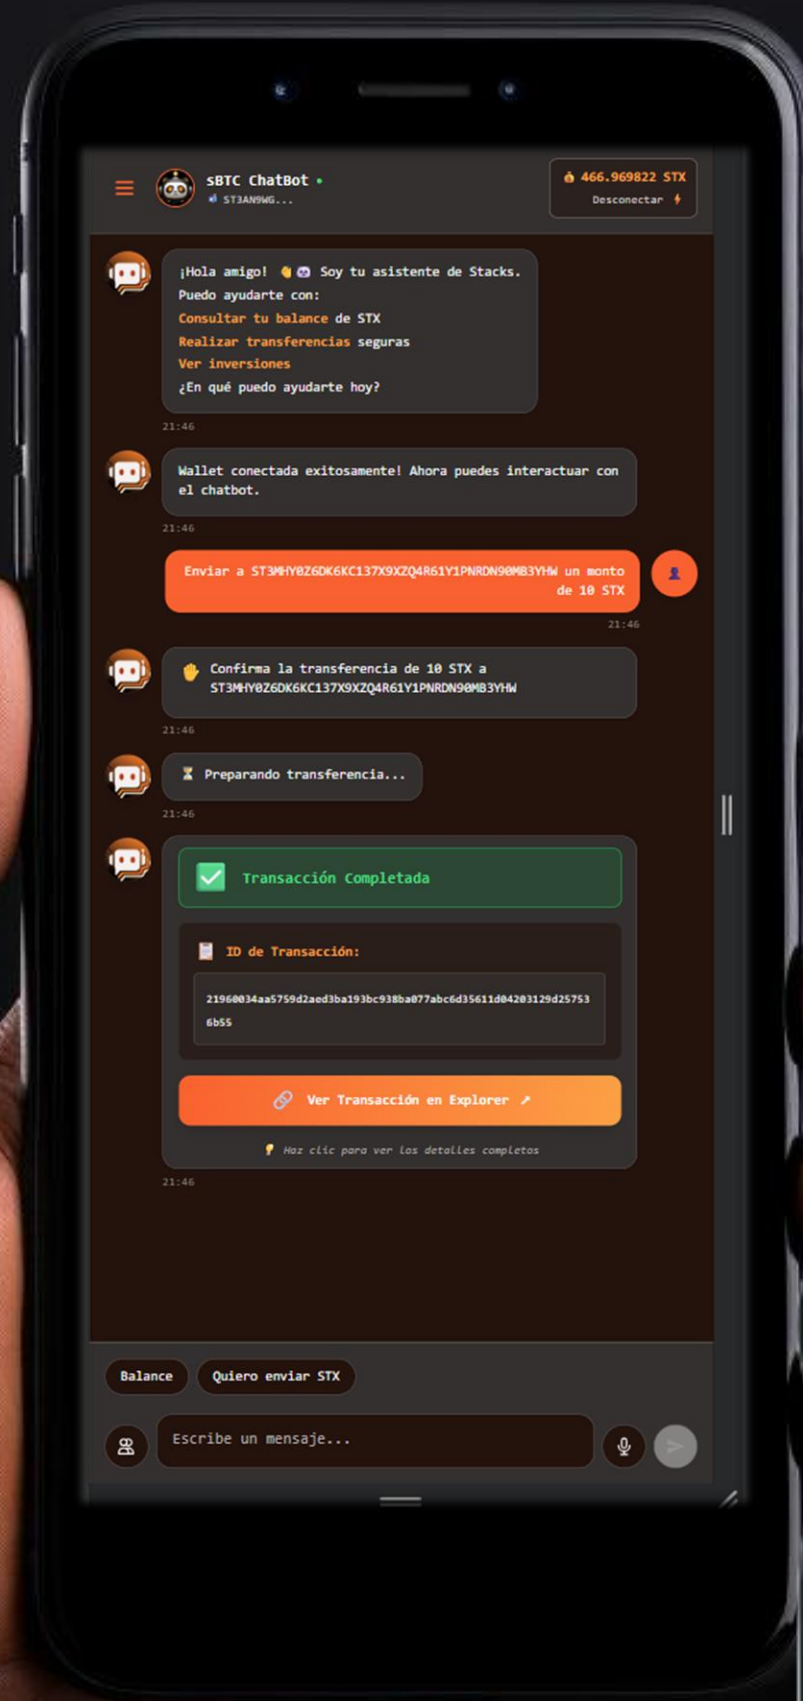 sBTC ChatBot
ST3AN9WG...
466.969822 STX
Desconectar
¡Hola amigo! 👋 Soy tu asistente de Stacks.
Puedo ayudarte con:
Consultar tu balance de STX
Realizar transferencias seguras
Ver inversiones
¿En qué puedo ayudarte hoy?
21:46
Wallet conectada exitosamente! Ahora puedes interactuar con
el chatbot.
21:46
Enviar a ST3MHY0Z6DK6KC137X9XZQ4R61Y1PNRDN90MB3YHW un monto
de 10 STX
21:46
Confirma la transferencia de 10 STX a
ST3MHY0Z6DK6KC137X9XZQ4R61Y1PNRDN90MB3YHW
21:46
Preparando transferencia...
21:46
Transacción Completada
ID de Transacción:
21960034aa5759d2aed3ba193bc938ba077abc6d35611d04203129d25753
6b55
Ver Transacción en Explorer ↗
Haz clic para ver los detalles completos
21:46
Balance
Quiero enviar STX
Escribe un mensaje...